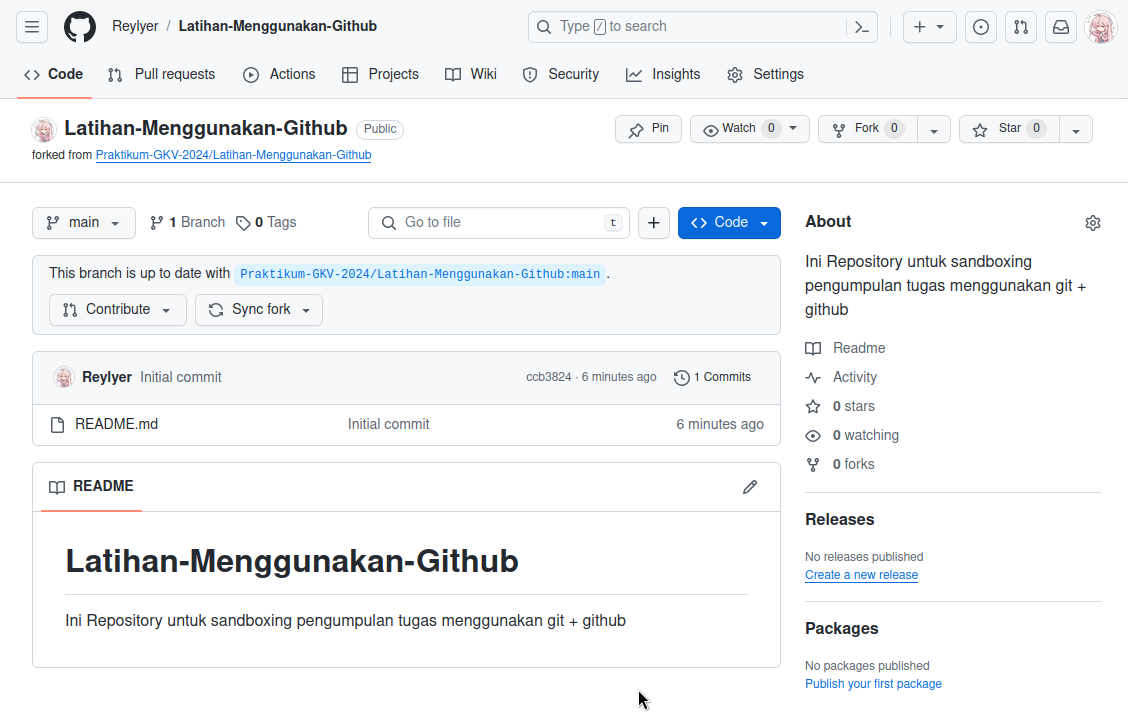 Reylyer / Latihan-Menggunakan-Github
Type / to search
Code Pull requests Actions Projects Wiki Security Insights Settings
Latihan-Menggunakan-Github Public
Pin Watch 0 Fork 0 Star 0
forked from Praktikum-GKV-2024/Latihan-Menggunakan-Github
main 1 Branch 0 Tags Go to file t + Code
This branch is up to date with Praktikum-GKV-2024/Latihan-Menggunakan-Github:main .
Contribute Sync fork
Reylyer Initial commit ccb3824 · 6 minutes ago 1 Commits
README.md Initial commit 6 minutes ago
README
Latihan-Menggunakan-Github
Ini Repository untuk sandboxing pengumpulan tugas menggunakan git + github
About
Ini Repository untuk sandboxing
pengumpulan tugas menggunakan git +
github
Readme
Activity
0 stars
0 watching
0 forks
Releases
No releases published
Create a new release
Packages
No packages published
Publish your first package